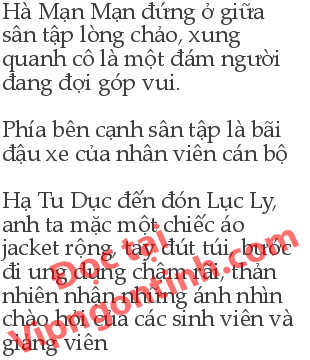 Hà Mạn Mạn đứng ở giữa
sân tập lòng chảo, xung
quanh cô là một đám người
đang đợi góp vui.
Phía bên cạnh sân tập là bãi
đậu xe của nhân viên cán bộ
Hạ Tu Dục đến đón Lục Ly,
anh ta mặc một chiếc áo
jacket rộng, tay đút túi, bước
đi ung dung chậm rãi, thản
nhiên nhận những ánh nhìn
chào hỏi của các sinh viên và
giảng viên
Đọc tại
Vipngontinh.com